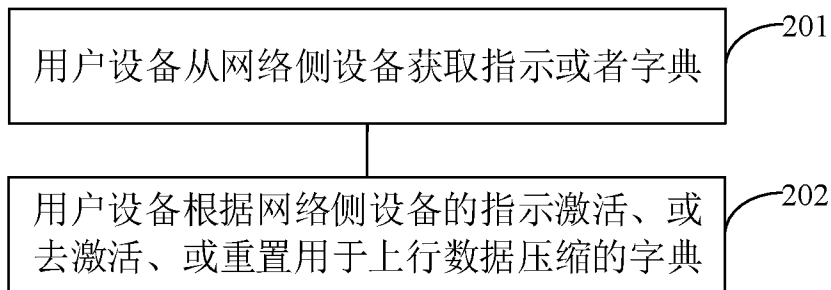 用户设备从网络侧设备获取指示或者字典
201
用户设备根据网络侧设备的指示激活、或
去激活、或重置用于上行数据压缩的字典
202